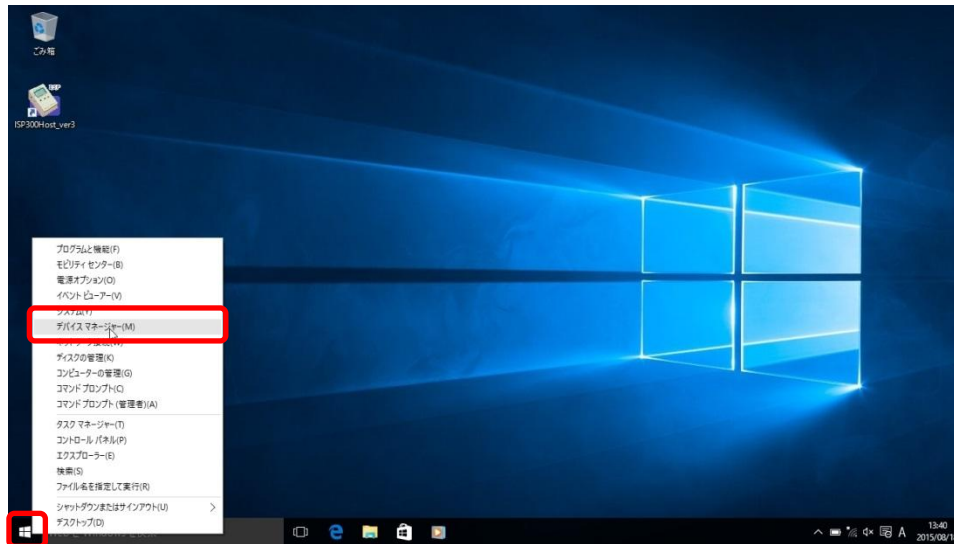 ごみ箱
ISP300Host_ver3
プログラムと機能(F)
モビリティ センター(B)
電源オプション(O)
イベント ビューアー(V)
システム(Y)
デバイス マネージャー(M)
ディスクの管理(K)
コンピューターの管理(G)
コマンド プロンプト(C)
コマンド プロンプト (管理者)(A)
タスク マネージャー(T)
コントロール パネル(P)
エクスプローラー(E)
検索(S)
ファイル名を指定して実行(R)
シャットダウンまたはサインアウト(U)
デスクトップ(D)
A
13:40